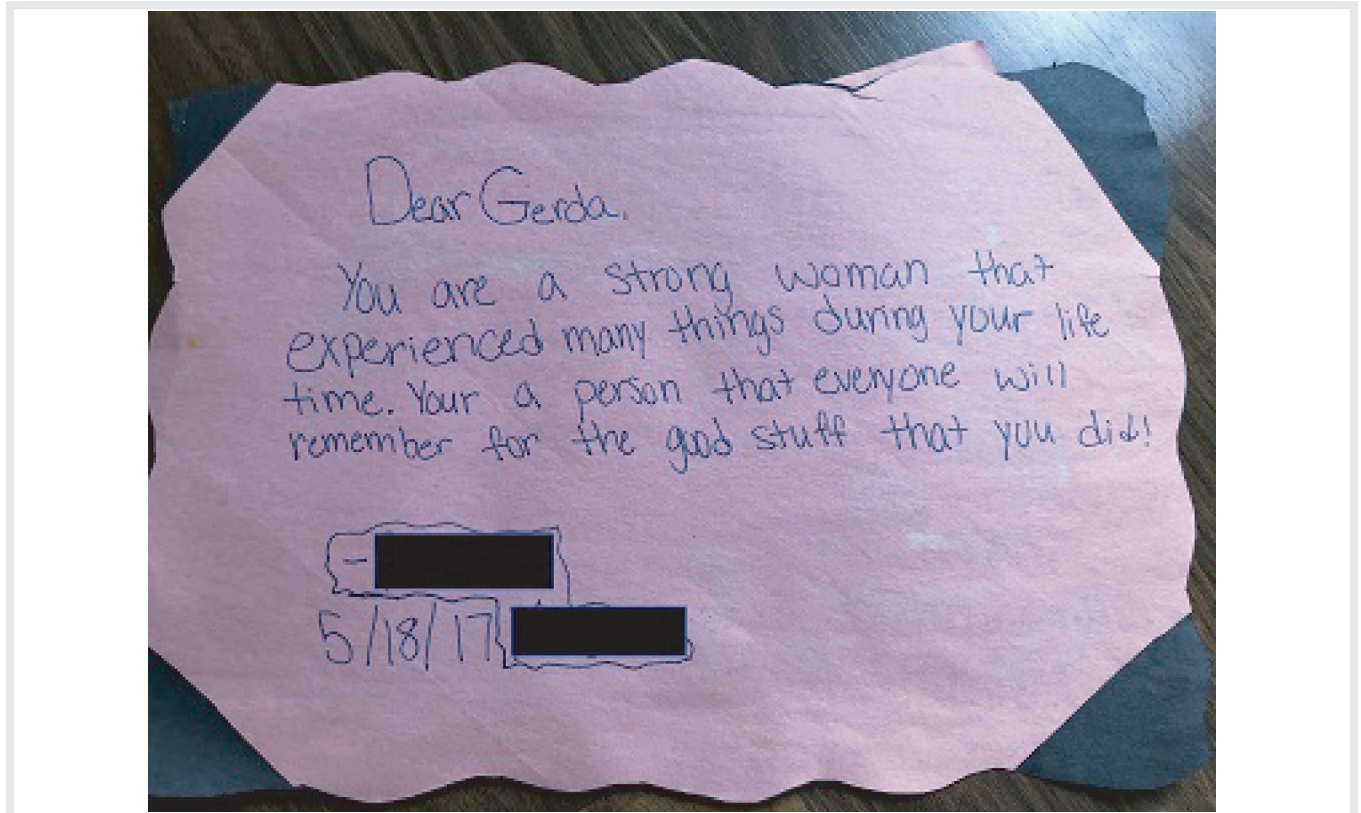 Dear Gerda,
You are a strong woman that
experienced many things during your life
time. Your a person that everyone will
remember for the good stuff that you did!
-
5/18/17